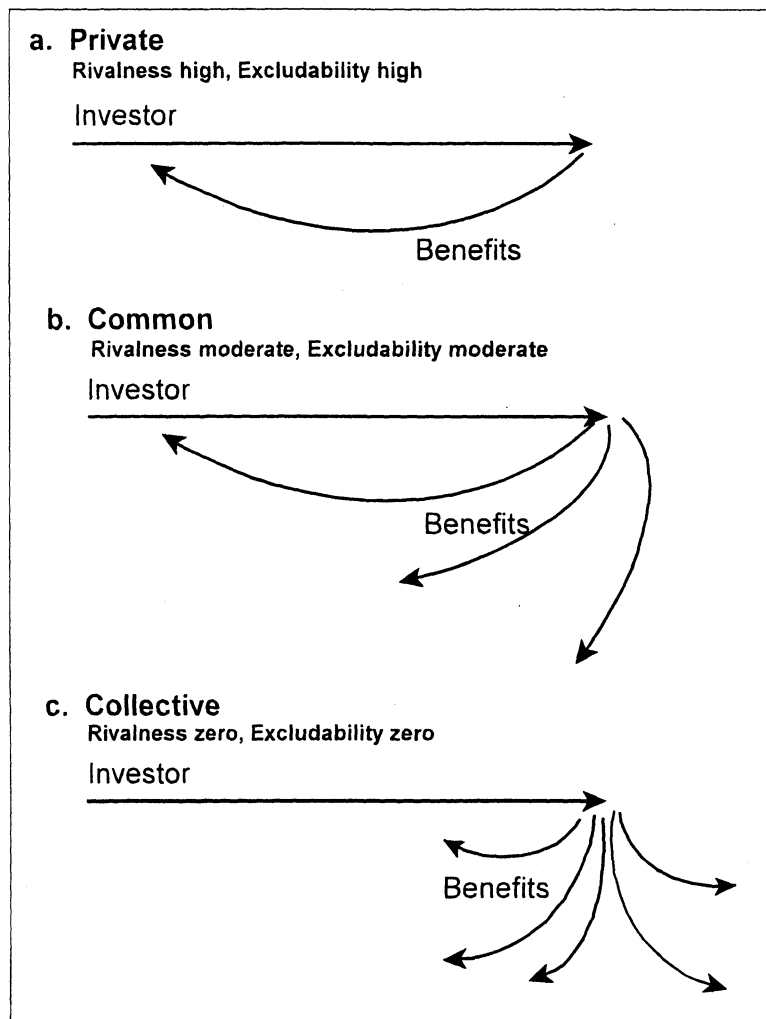 a. Private
Rivalness high, Excludability high
Investor
Benefits
b. Common
Rivalness moderate, Excludability moderate
Investor
Benefits
c. Collective
Rivalness zero, Excludability zero
Investor
Benefits